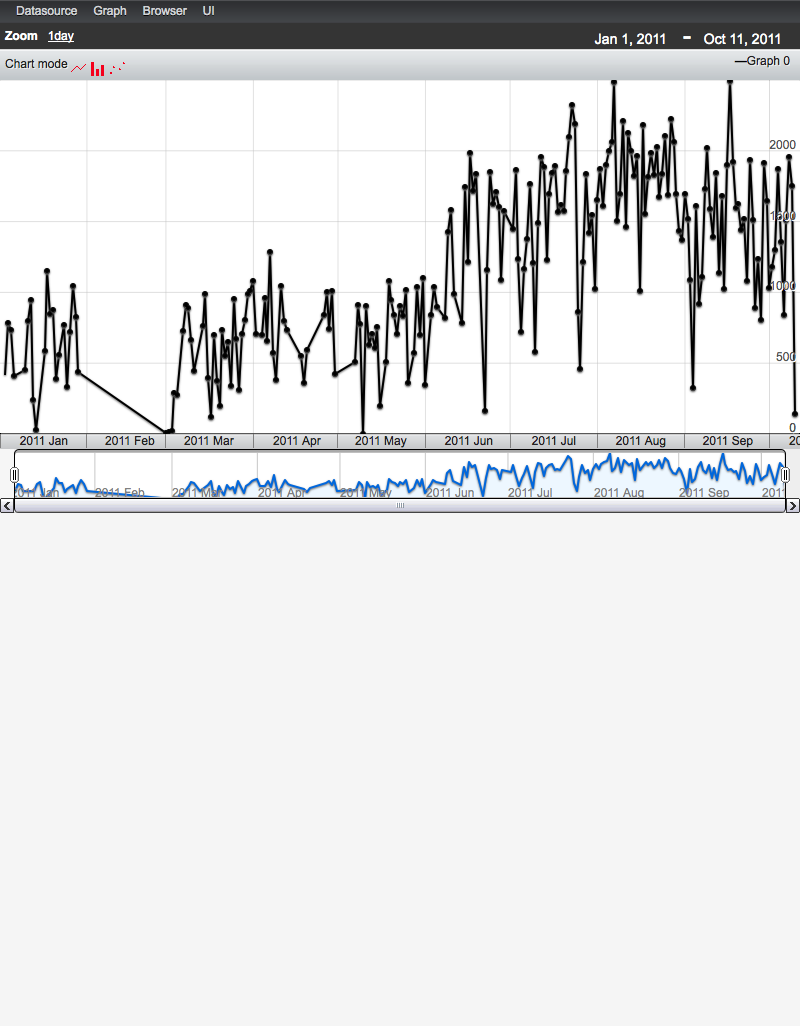 Datasource Graph Browser UI
Zoom 1day Jan 1, 2011 – Oct 11, 2011
Chart mode —Graph 0
2000
1500
1000
500
0
2011 Jan 2011 Feb 2011 Mar 2011 Apr 2011 May 2011 Jun 2011 Jul 2011 Aug 2011 Sep 20
2011 Jan 2011 Feb 2011 Mar 2011 Apr 2011 May 2011 Jun 2011 Jul 2011 Aug 2011 Sep 2011